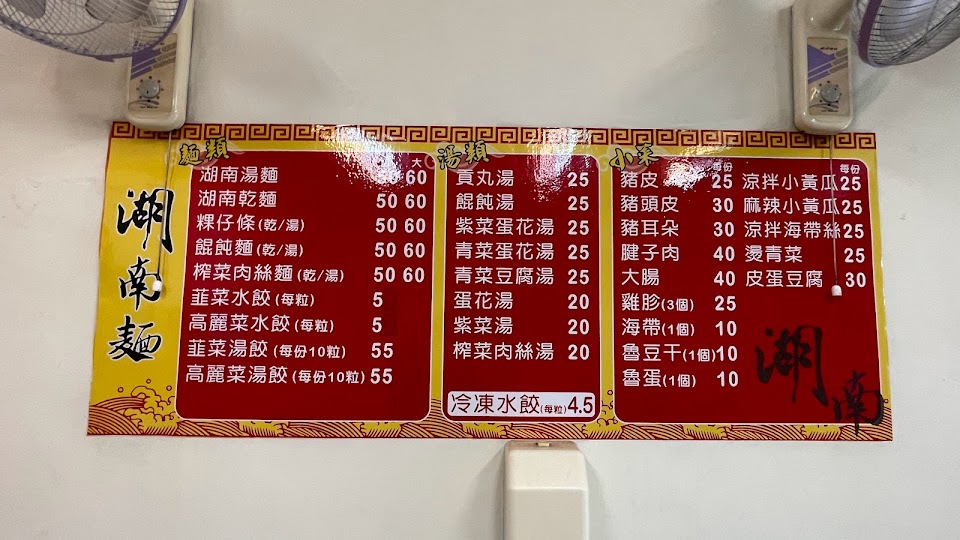 湖南麵
麵類
大
湖南湯麵 50 60
湖南乾麵 50 60
粿仔條(乾/湯) 50 60
餛飩麵(乾/湯) 50 60
榨菜肉絲麵(乾/湯) 50 60
韮菜水餃(每粒) 5
高麗菜水餃(每粒) 5
韮菜湯餃(每份10粒) 55
高麗菜湯餃(每份10粒) 55
湯類
貢丸湯 25
餛飩湯 25
紫菜蛋花湯 25
青菜蛋花湯 25
青菜豆腐湯 25
蛋花湯 20
紫菜湯 20
榨菜肉絲湯 20
冷凍水餃(每粒) 4.5
小菜
每份
豬皮 25
豬頭皮 30
豬耳朵 30
腱子肉 40
大腸 40
雞胗(3個) 25
海帶(1個) 10
魯豆干(1個) 10
魯蛋(1個) 10
每份
涼拌小黃瓜 25
麻辣小黃瓜 25
涼拌海帶絲 25
燙青菜 25
皮蛋豆腐 30
湖南